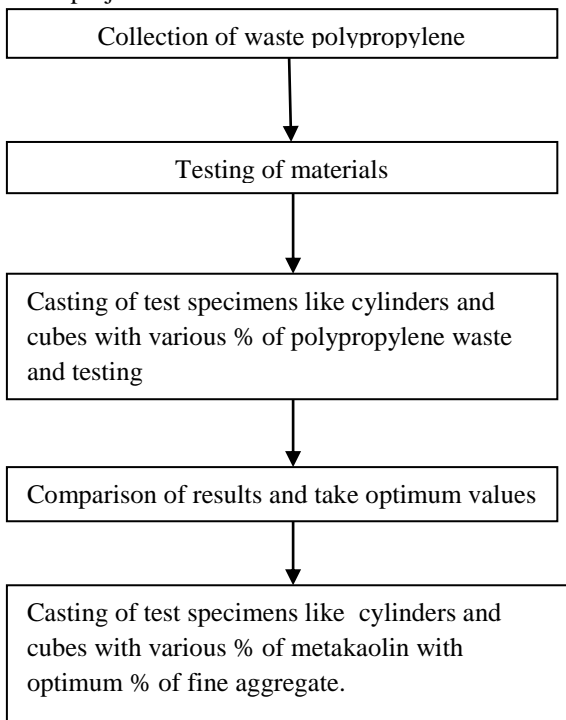 Collection of waste polypropylene
Testing of materials
Casting of test specimens like cylinders and
cubes with various % of polypropylene waste
and testing
Comparison of results and take optimum values
Casting of test specimens like cylinders and
cubes with various % of metakaolin with
optimum % of fine aggregate.